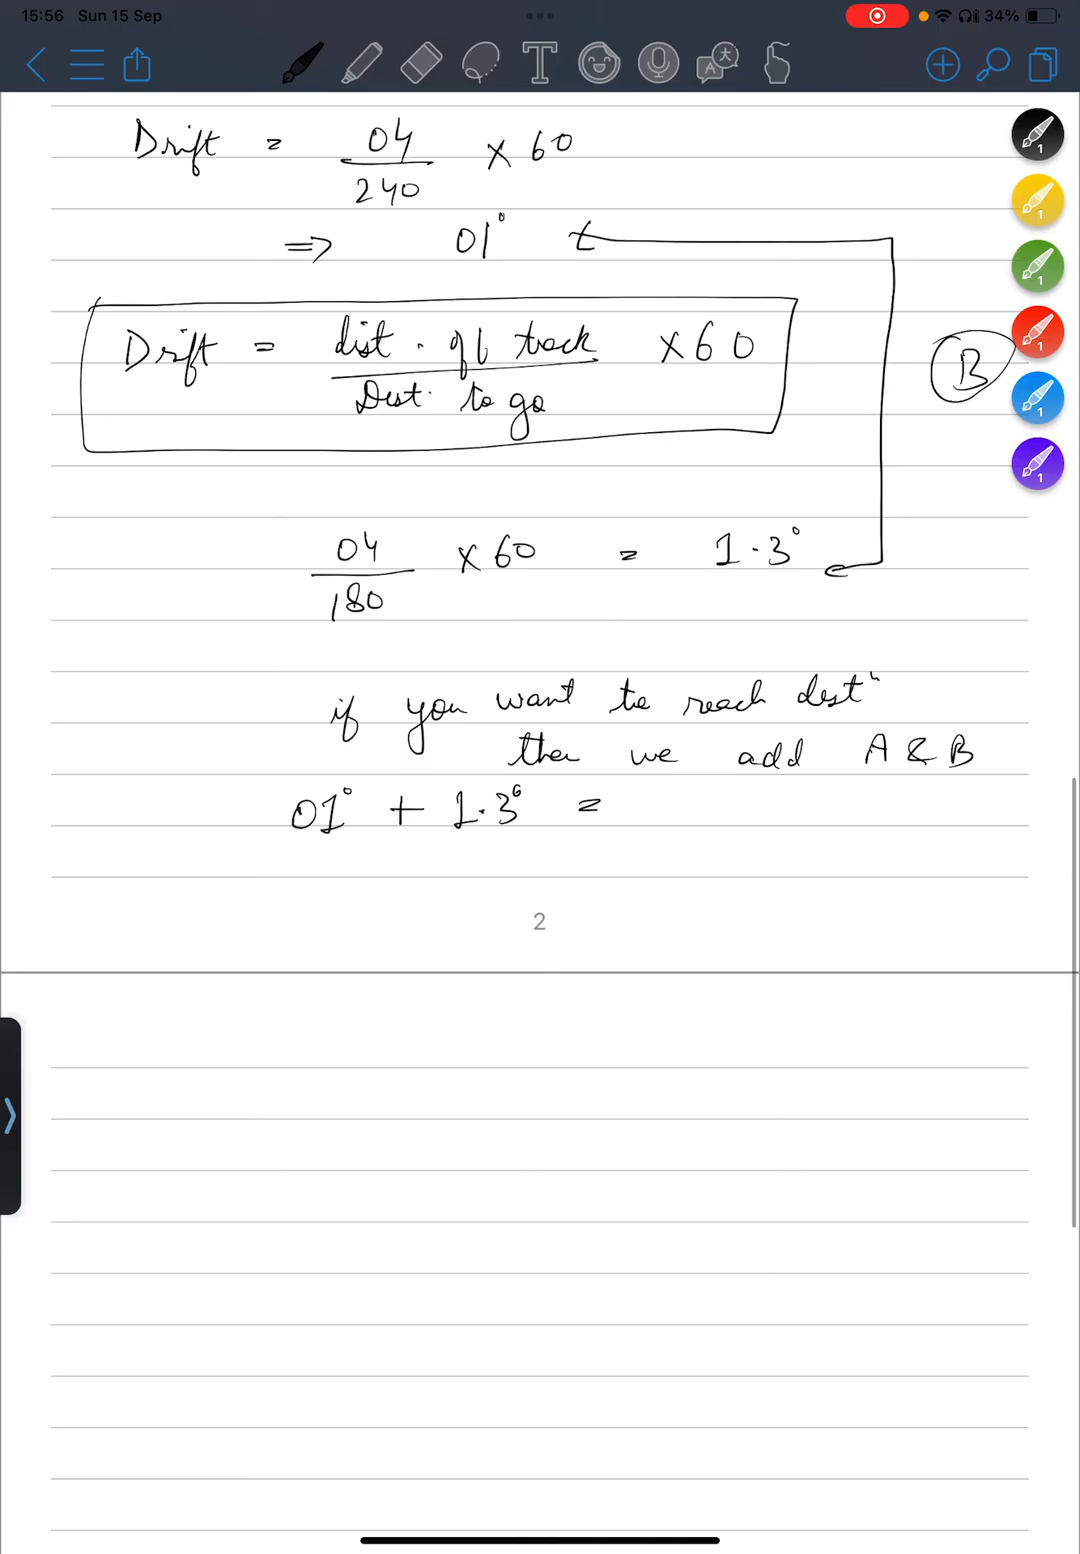 15:56 Sun 15 Sep
34%
Drift = 04/240 × 60
⇒ 01°
Drift = dist. off track/Dist. to go × 60
B
04/180 × 60 = 1.3°
if you want to reach destⁿ
then we add A & B
01° + 1.3° =
2